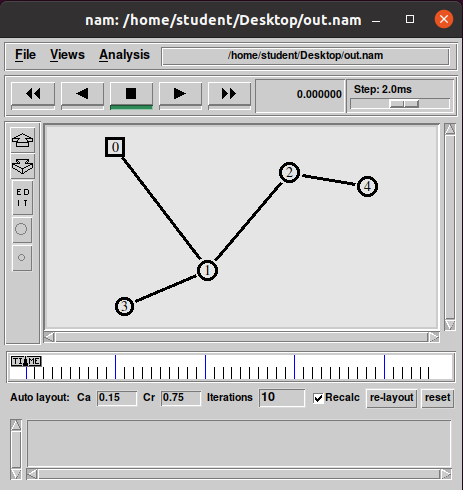 nam: /home/student/Desktop/out.nam
File Views Analysis /home/student/Desktop/out.nam
0.000000 Step: 2.0ms
0
2
4
E D
I T
1
3
TIME
Auto layout: Ca 0.15 Cr 0.75 Iterations 10 Recalc re-layout reset